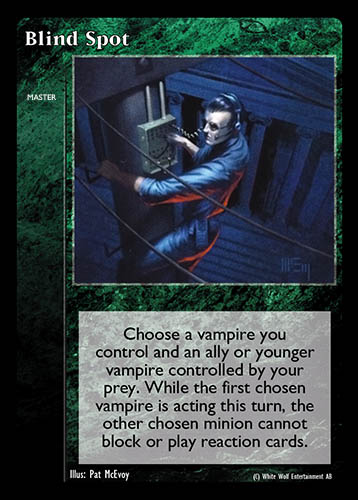 Blind Spot
MASTER
Choose a vampire you
control and an ally or younger
vampire controlled by your
prey. While the first chosen
vampire is acting this turn, the
other chosen minion cannot
block or play reaction cards.
Illus: Pat McEvoy
(C) White Wolf Entertainment AB